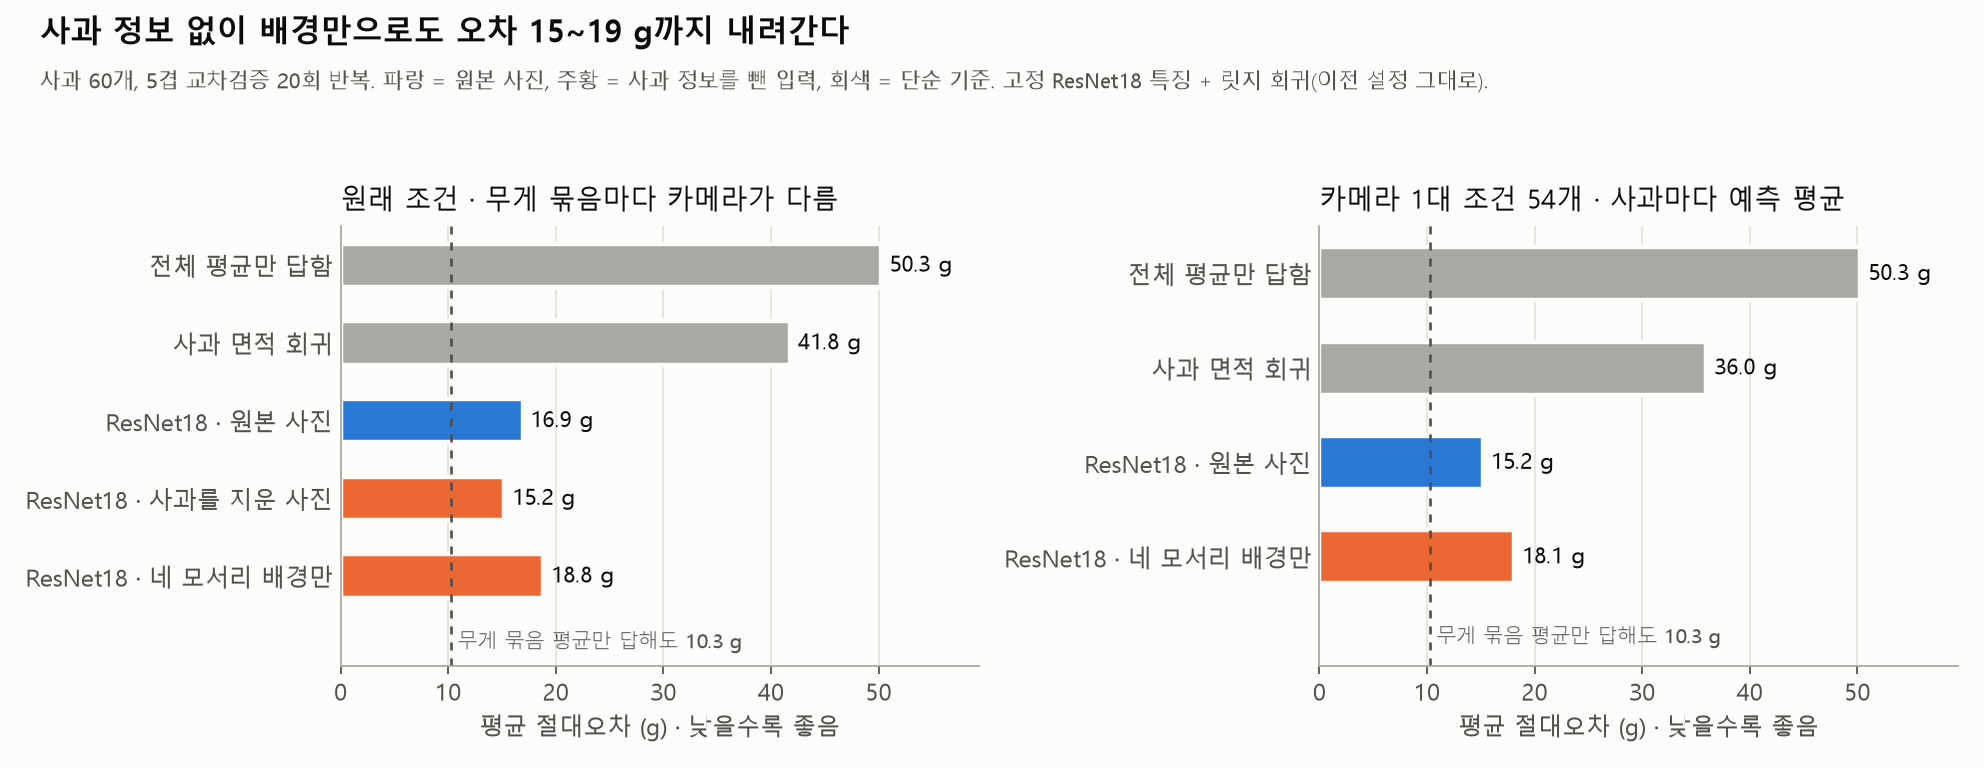 사과 정보 없이 배경만으로도 오차 15~19 g까지 내려간다
사과 60개, 5겹 교차검증 20회 반복. 파랑 = 원본 사진, 주황 = 사과 정보를 뺀 입력, 회색 = 단순 기준. 고정 ResNet18 특징 + 릿지 회귀(이전 설정 그대로).
원래 조건 · 무게 묶음마다 카메라가 다름
전체 평균만 답함
50.3 g
사과 면적 회귀
41.8 g
ResNet18 · 원본 사진
16.9 g
ResNet18 · 사과를 지운 사진
15.2 g
ResNet18 · 네 모서리 배경만
18.8 g
무게 묶음 평균만 답해도 10.3 g
0 10 20 30 40 50
평균 절대오차 (g) · 낮을수록 좋음
카메라 1대 조건 54개 · 사과마다 예측 평균
전체 평균만 답함
50.3 g
사과 면적 회귀
36.0 g
ResNet18 · 원본 사진
15.2 g
ResNet18 · 네 모서리 배경만
18.1 g
무게 묶음 평균만 답해도 10.3 g
0 10 20 30 40 50
평균 절대오차 (g) · 낮을수록 좋음